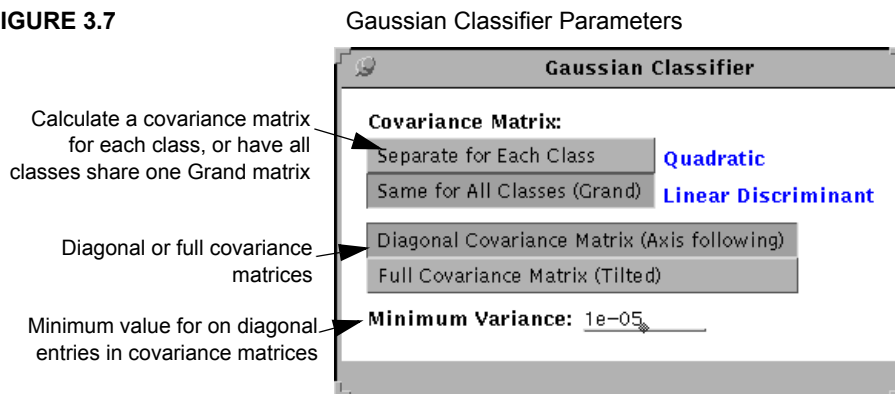 IGURE 3.7
Gaussian Classifier Parameters
Gaussian Classifier
Calculate a covariance matrix
for each class, or have all
classes share one Grand matrix
Covariance Matrix:
Separate for Each Class
Quadratic
Same for All Classes (Grand)
Linear Discriminant
Diagonal or full covariance
matrices
Diagonal Covariance Matrix (Axis following)
Full Covariance Matrix (Tilted)
Minimum value for on diagonal
entries in covariance matrices
Minimum Variance: 1e-05